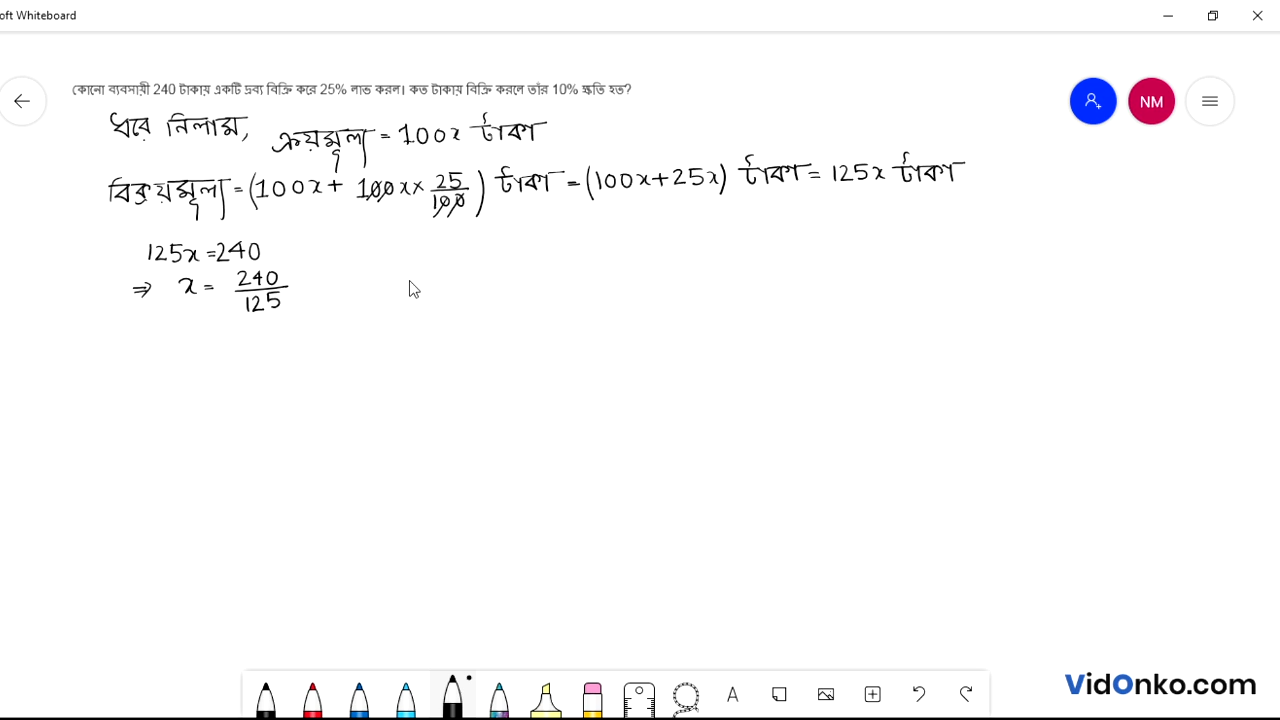 oft Whiteboard
কোনো ব্যবসায়ী 240 টাকায় একটি দ্রব্য বিক্রি করে 25% লাভ করল। কত টাকায় বিক্রি করলে তাঁর 10% ক্ষতি হত?
NM
ধরে নিলাম, ক্রয়মূল্য = 100x টাকা
বিক্রয়মূল্য = (100x + 100x × 25/100) টাকা = (100x + 25x) টাকা = 125x টাকা
125x = 240
⇒ x = 240/125
A
VidOnko.com